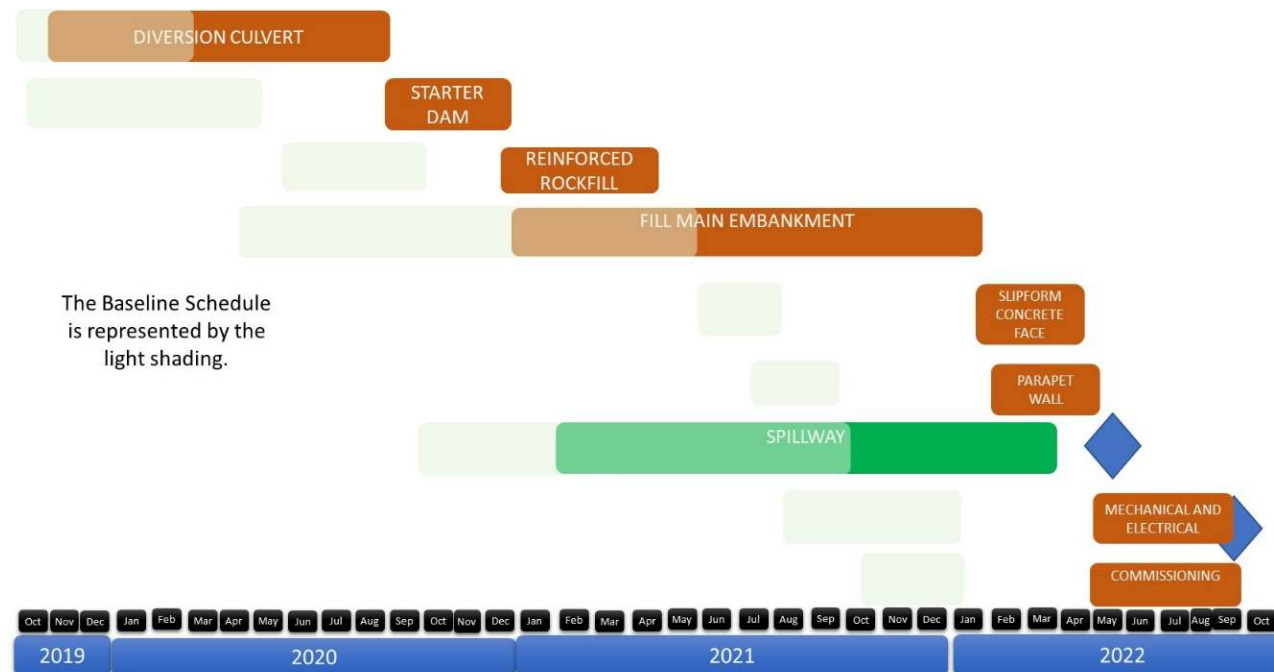 DIVERSION CULVERT
STARTER
DAM
REINFORCED
ROCKFILL
FILL MAIN EMBANKMENT
The Baseline Schedule
is represented by the
light shading.
SLIPFORM
CONCRETE
FACE
PARAPET
WALL
SPILLWAY
MECHANICAL AND
ELECTRICAL
COMMISSIONING
Oct Nov Dec Jan Feb Mar Apr May Jun Jul Aug Sep Oct Nov Dec Jan Feb Mar Apr May Jun Jul Aug Sep Oct Nov Dec Jan Feb Mar Apr May Jun Jul Aug Sep Oct
2019 2020 2021 2022